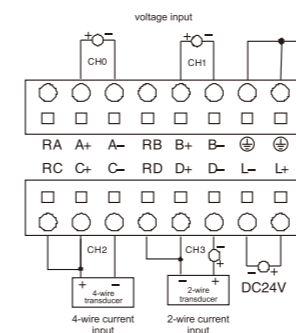 voltage input
+ − + −
CH0 CH1
RA A+ A− RB B+ B−
RC C+ C− RD D+ D− L− L+
CH2 CH3 −
+
+ − − + − +
4-wire 2-wire DC24V
transducer transducer
4-wire current 2-wire current
input input